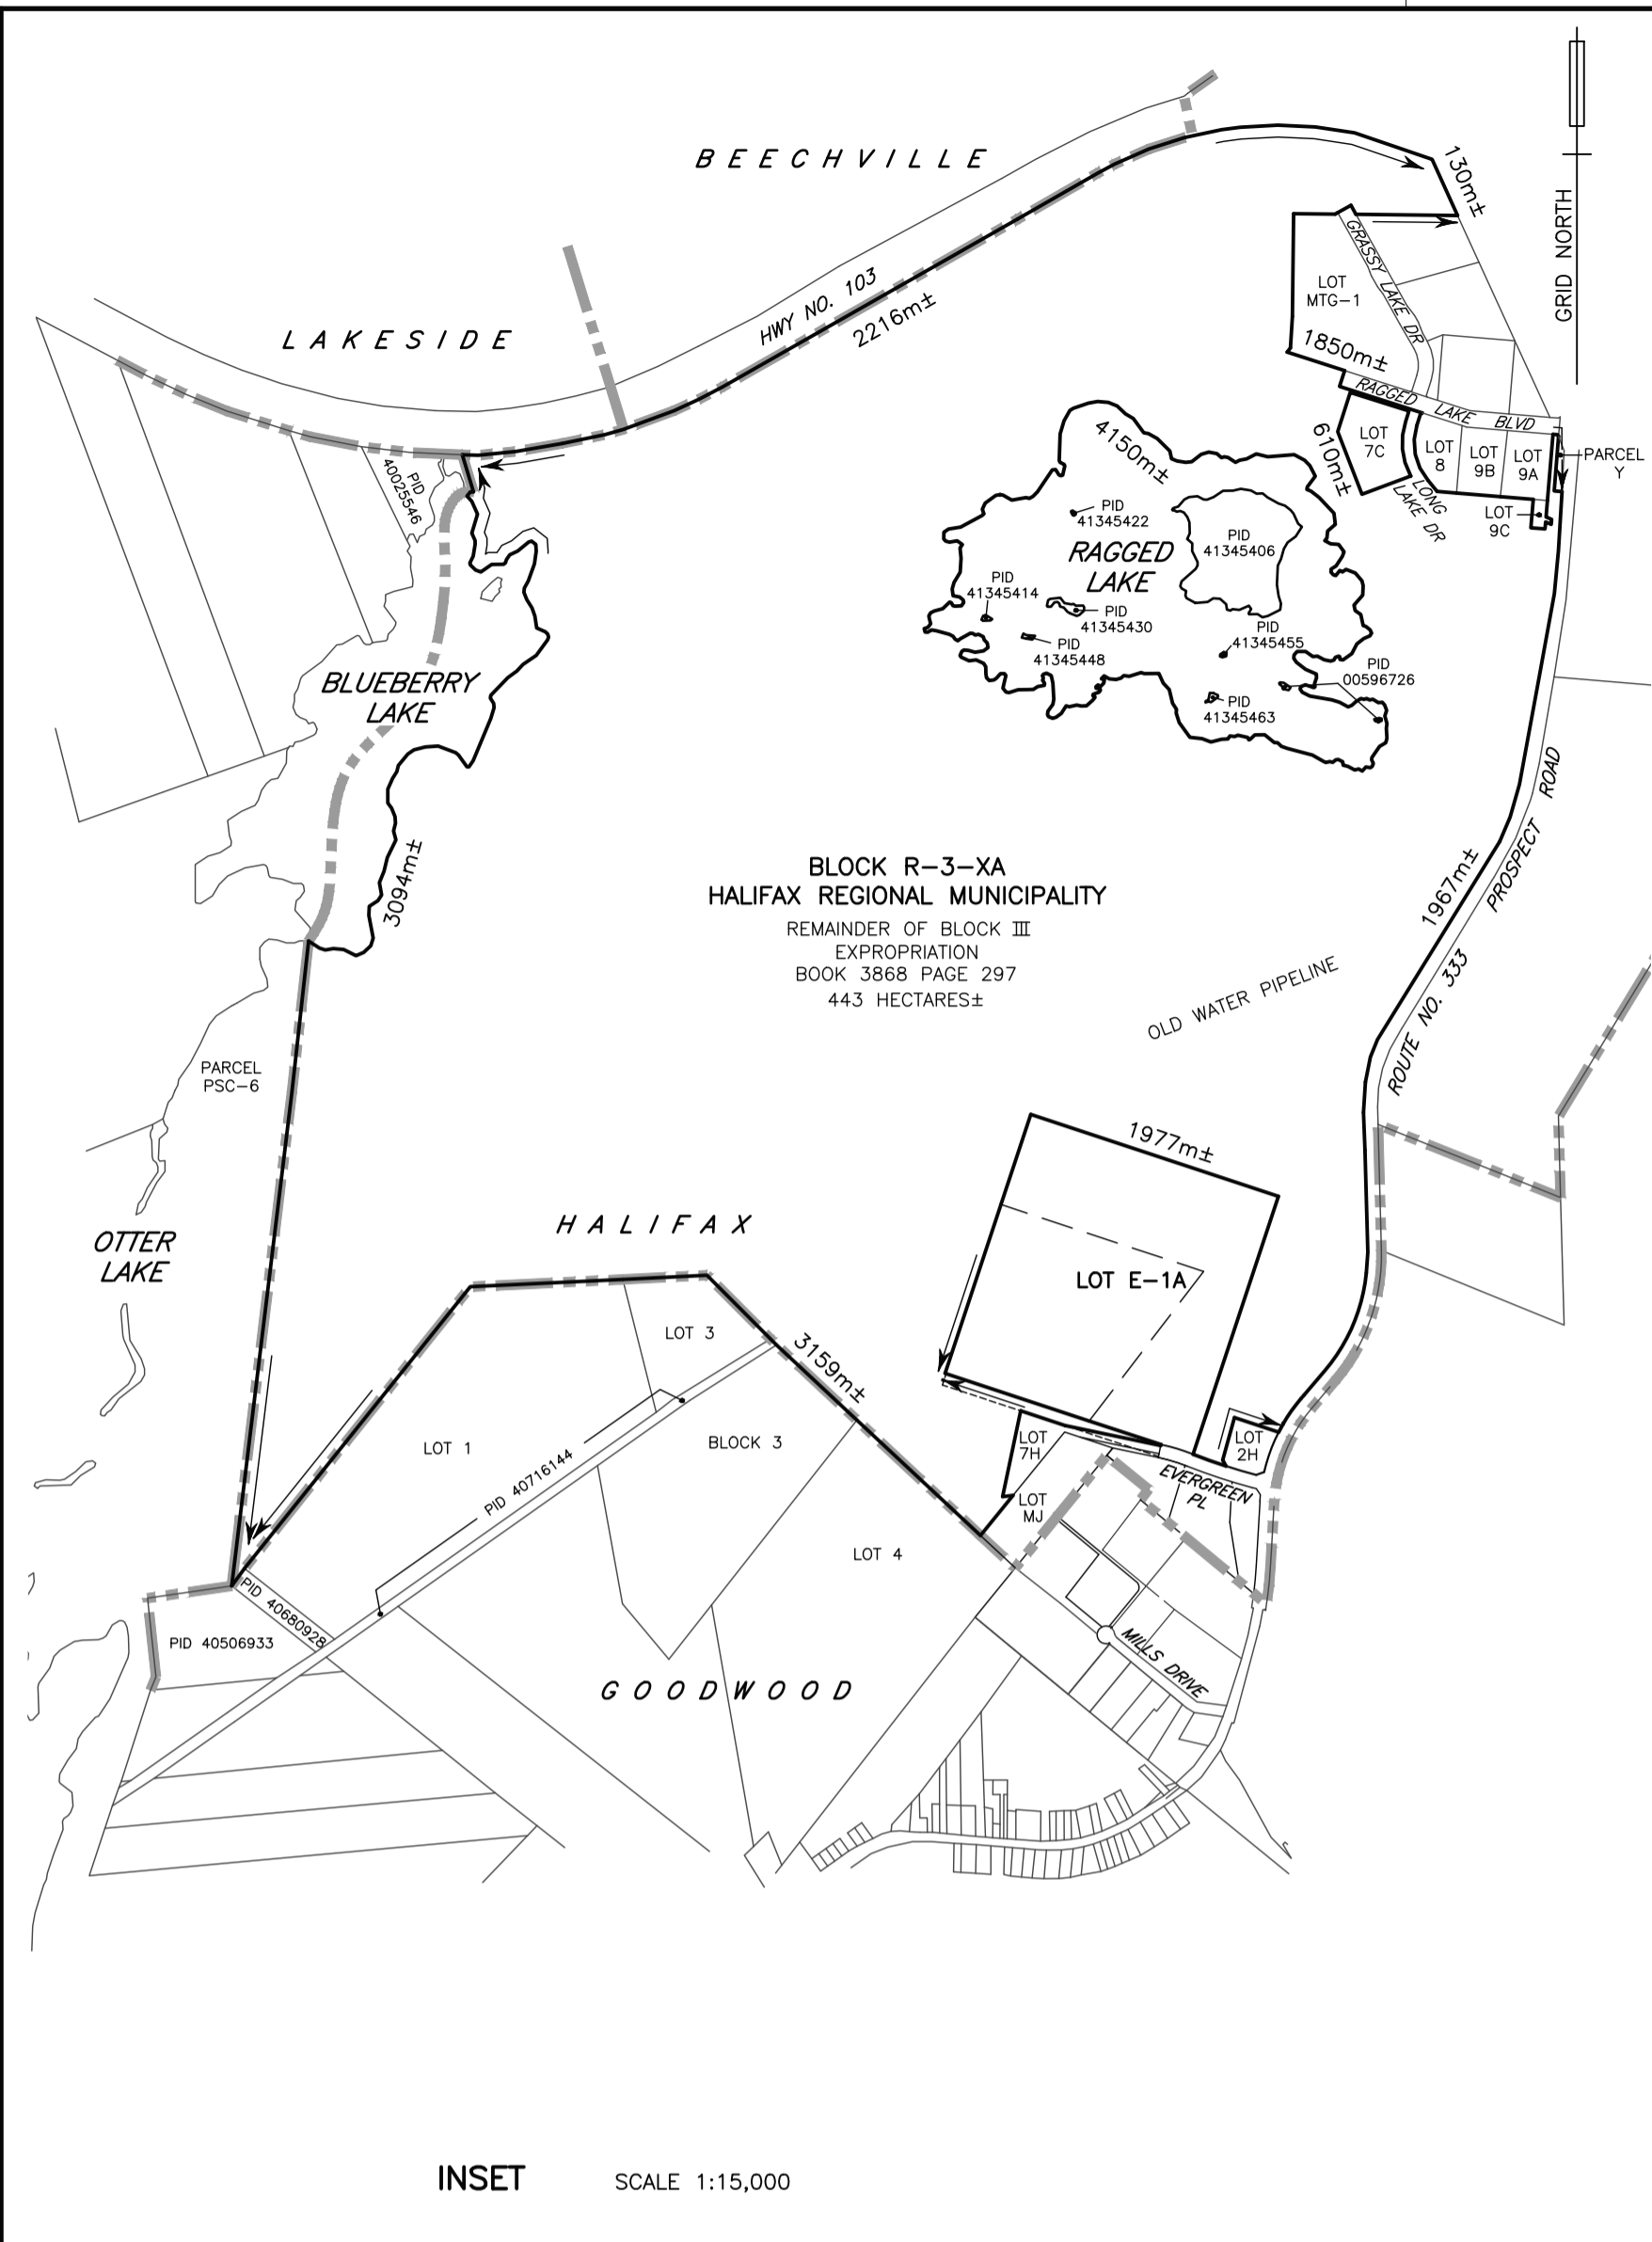 BEECHVILLE
130m±
GRID NORTH
GRASSY LAKE DR
LOT
MTG-1
HWY NO. 103
2216m±
LAKESIDE
1850m±
RAGGED LAKE BLVD
PID
40025546
4150m±
610m±
LOT
7C
LOT
8
LOT
9B
LOT
9A
PARCEL
Y
LONG
LAKE DR
LOT
9C
PID
41345422
RAGGED
LAKE
PID
41345406
PID
41345414
PID
41345430
PID
41345448
PID
41345455
PID
00596726
PID
41345463
BLUEBERRY
LAKE
3094m±
BLOCK R-3-XA
HALIFAX REGIONAL MUNICIPALITY
REMAINDER OF BLOCK III
EXPROPRIATION
BOOK 3868 PAGE 297
443 HECTARES±
1967m±
ROUTE NO. 333 PROSPECT ROAD
OLD WATER PIPELINE
PARCEL
PSC-6
1977m±
OTTER
LAKE
HALIFAX
LOT E-1A
LOT 3
3159m±
LOT 1
BLOCK 3
PID 40716144
LOT
7H
LOT
2H
EVERGREEN
PL
LOT
MJ
LOT 4
PID 40680928
PID 40506933
MILLS DRIVE
GOODWOOD
INSET
SCALE 1:15,000